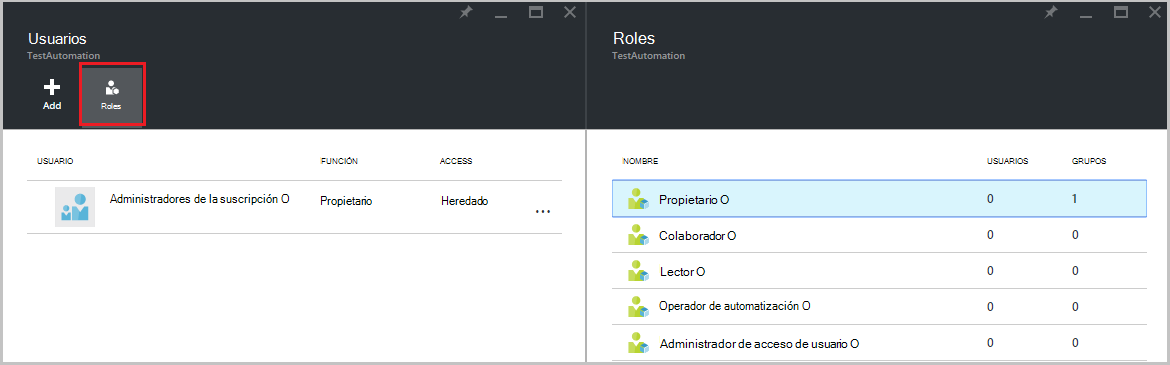 Usuarios
TestAutomation
Add
Roles
USUARIO FUNCIÓN ACCESS
Administradores de la suscripción O Propietario Heredado ...
Roles
TestAutomation
NOMBRE USUARIOS GRUPOS
Propietario O 0 1
Colaborador O 0 0
Lector O 0 0
Operador de automatización O 0 0
Administrador de acceso de usuario O 0 0